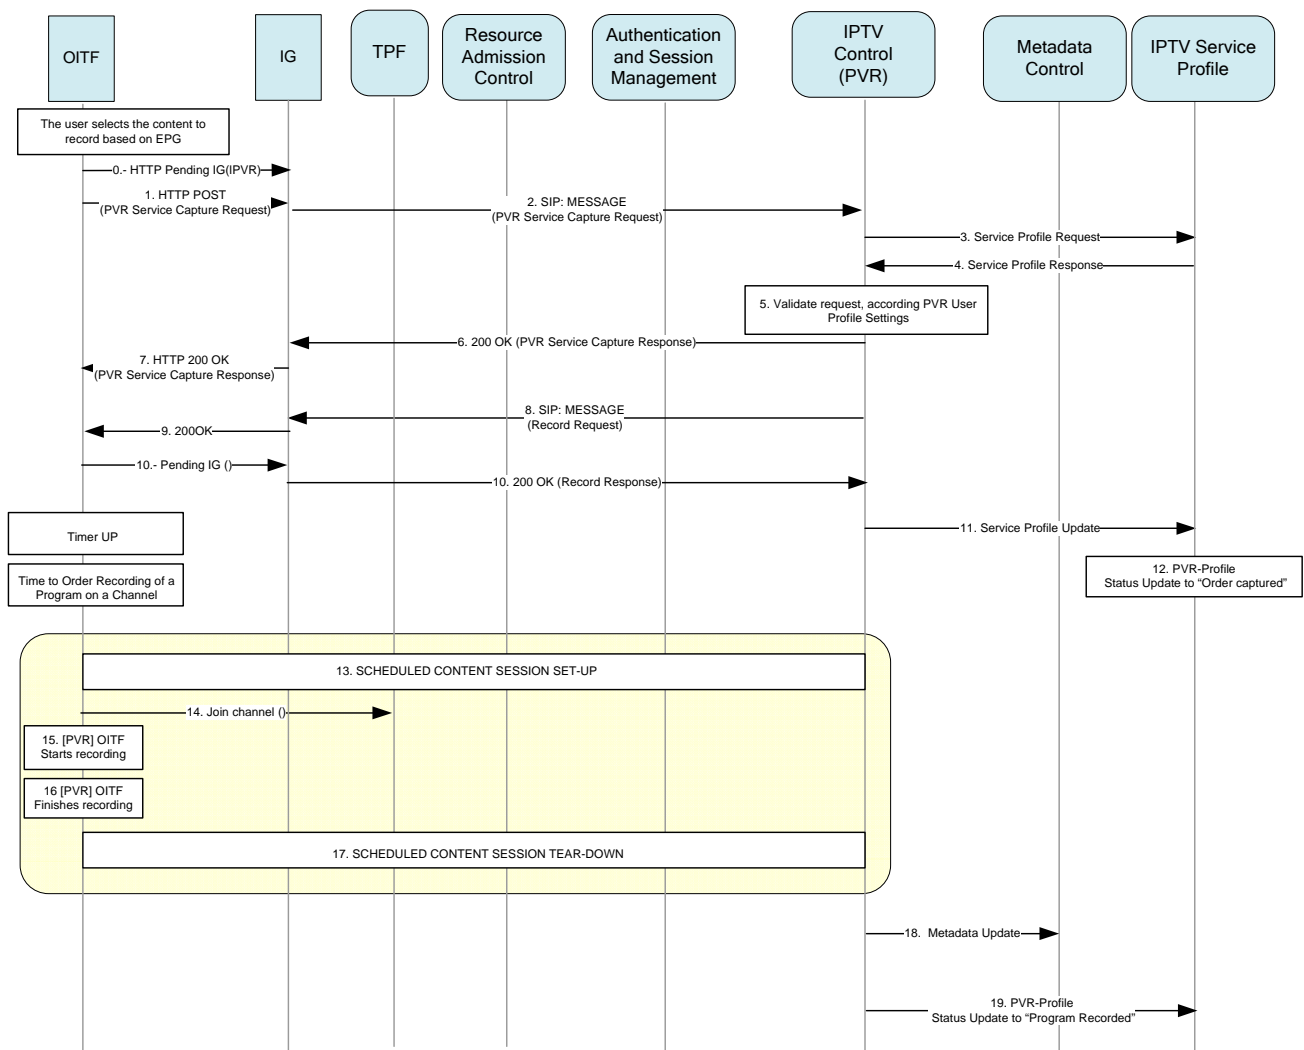 OITF
IG
TPF
Resource
Admission
Control
Authentication
and Session
Management
IPTV
Control
(PVR)
Metadata
Control
IPTV Service
Profile
The user selects the content to
record based on EPG
0.- HTTP Pending IG(IPVR)
1. HTTP POST
(PVR Service Capture Request)
2. SIP: MESSAGE
(PVR Service Capture Request)
3. Service Profile Request
4. Service Profile Response
5. Validate request, according PVR User
Profile Settings
6. 200 OK (PVR Service Capture Response)
7. HTTP 200 OK
(PVR Service Capture Response)
8. SIP: MESSAGE
(Record Request)
9. 200OK
10.- Pending IG ()
10. 200 OK (Record Response)
Timer UP
11. Service Profile Update
Time to Order Recording of a
Program on a Channel
12. PVR-Profile
Status Update to “Order captured”
13. SCHEDULED CONTENT SESSION SET-UP
14. Join channel ()
15. [PVR] OITF
Starts recording
16 [PVR] OITF
Finishes recording
17. SCHEDULED CONTENT SESSION TEAR-DOWN
18. Metadata Update
19. PVR-Profile
Status Update to “Program Recorded”